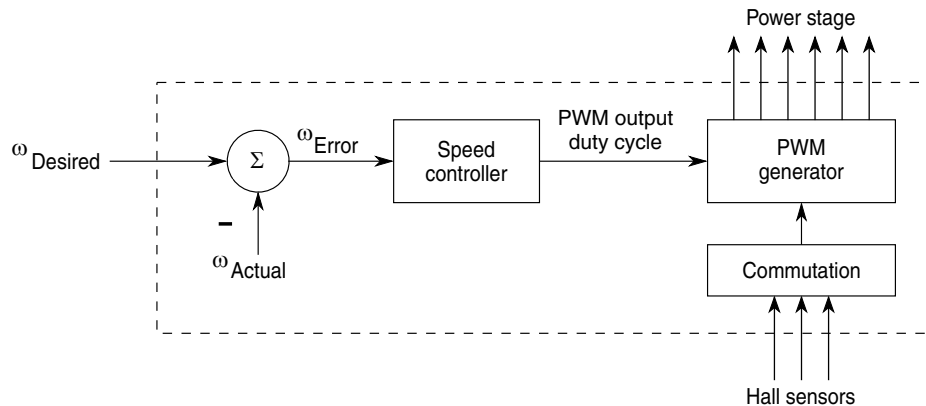 Power stage
ω Desired
Σ
ω Error
Speed
controller
PWM output
duty cycle
PWM
generator
–
ω Actual
Commutation
Hall sensors